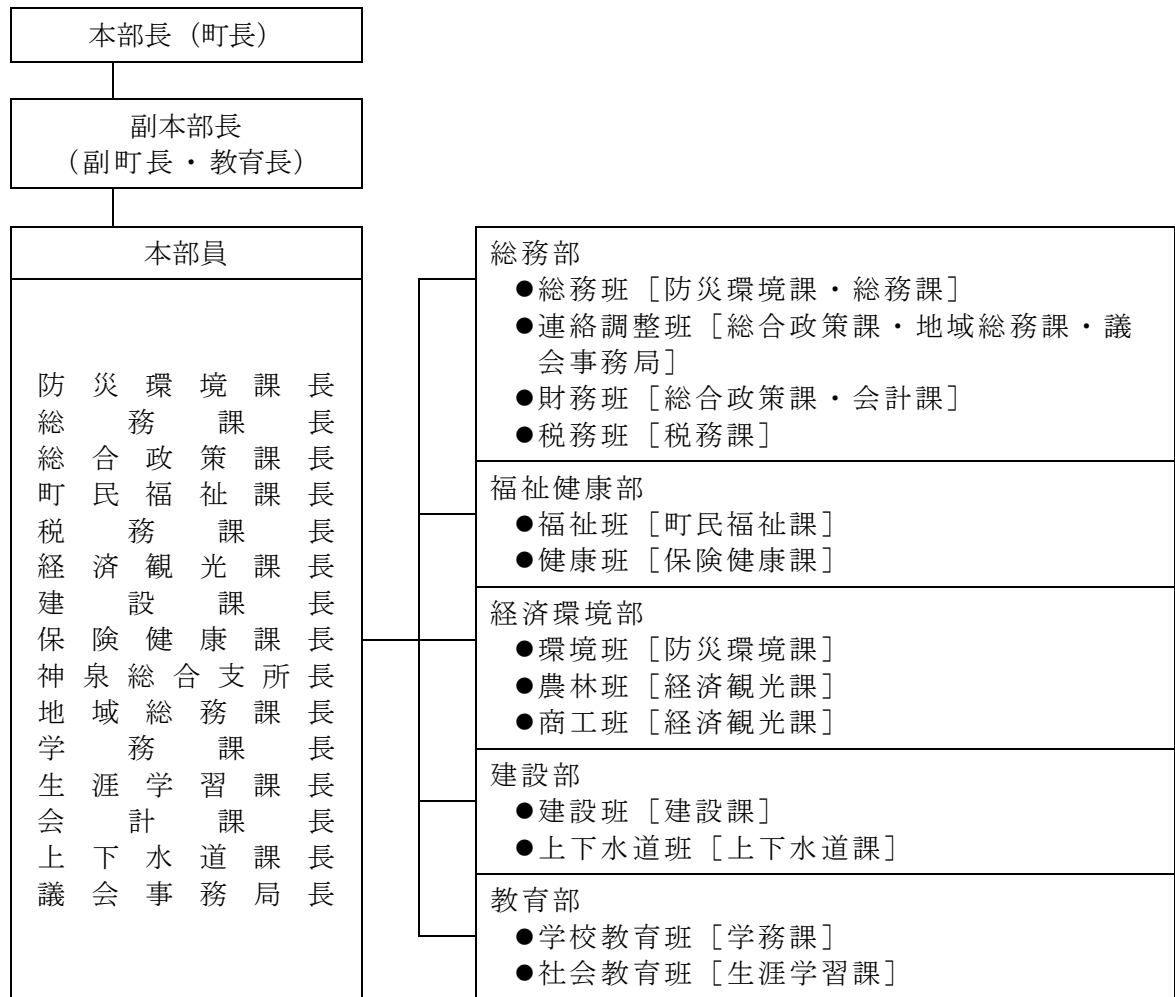 本部長（町長）
副本部長
（副町長・教育長）
本部員
防災環境課長
総務課長
総合政策課長
町民福祉課長
税務課長
経済観光課長
建設課長
保険健康課長
神泉総合支所長
地域総務課長
学務課長
生涯学習課長
会計課長
上下水道課長
議会事務局長
総務部
●総務班［防災環境課・総務課］
●連絡調整班［総合政策課・地域総務課・議
会事務局］
●財務班［総合政策課・会計課］
●税務班［税務課］
福祉健康部
●福祉班［町民福祉課］
●健康班［保険健康課］
経済環境部
●環境班［防災環境課］
●農林班［経済観光課］
●商工班［経済観光課］
建設部
●建設班［建設課］
●上下水道班［上下水道課］
教育部
●学校教育班［学務課］
●社会教育班［生涯学習課］